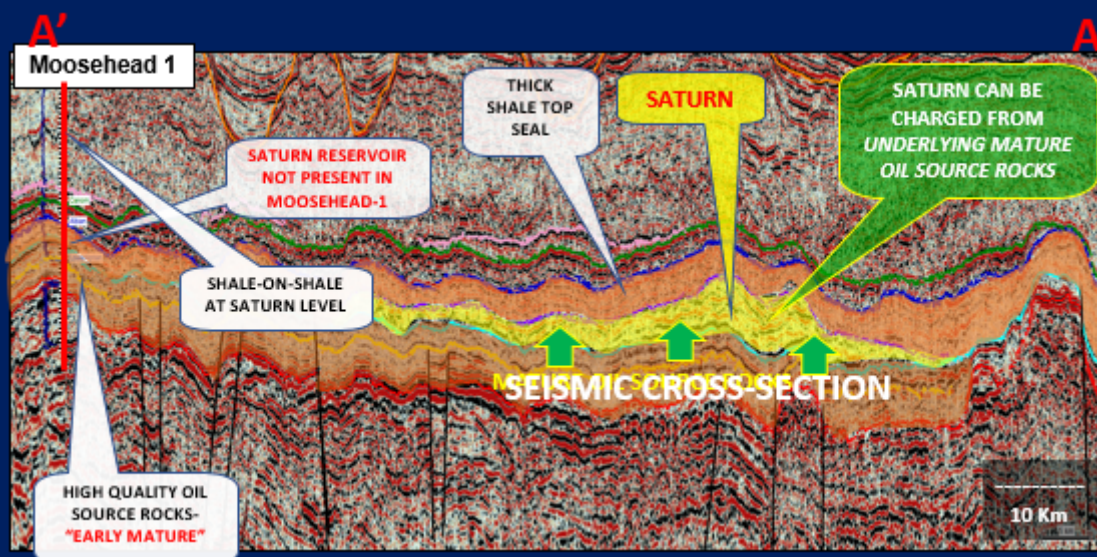 A’
A
Moosehead 1
THICK
SHALE TOP
SEAL
SATURN
SATURN CAN BE
CHARGED FROM
UNDERLYING MATURE
OIL SOURCE ROCKS
SATURN RESERVOIR
NOT PRESENT IN
MOOSEHEAD-1
SHALE-ON-SHALE
AT SATURN LEVEL
SEISMIC CROSS-SECTION
HIGH QUALITY OIL
SOURCE ROCKS-
“EARLY MATURE”
10 Km